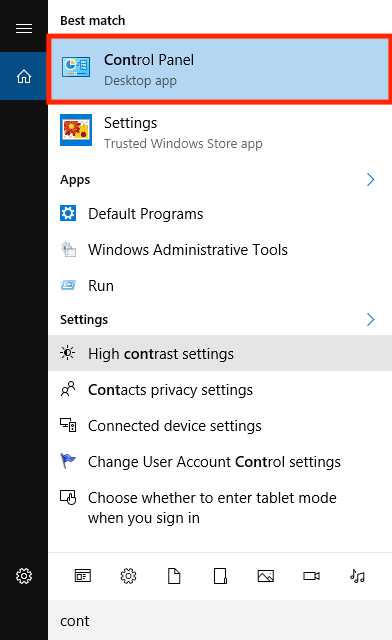 Best match
Control Panel
Desktop app
Settings
Trusted Windows Store app
Apps
Default Programs
Windows Administrative Tools
Run
Settings
High contrast settings
Contacts privacy settings
Connected device settings
Change User Account Control settings
Choose whether to enter tablet mode
when you sign in
cont